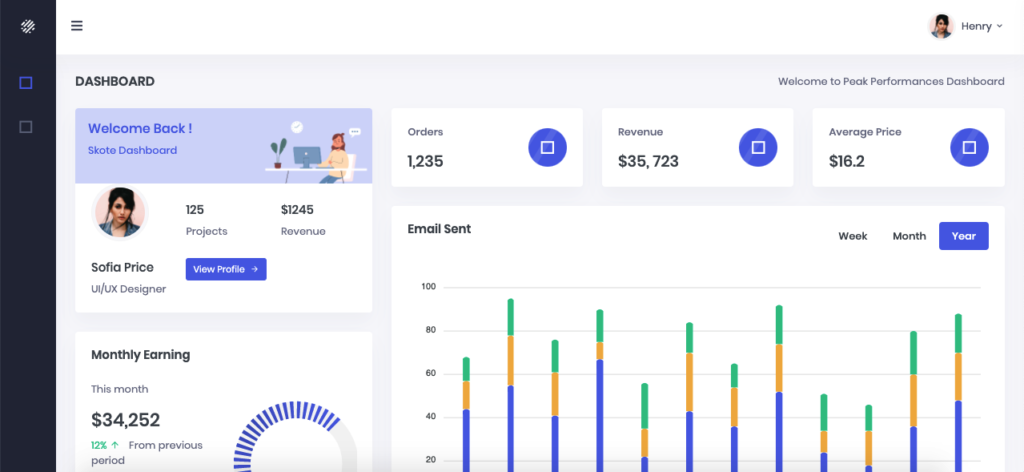 Henry
DASHBOARD
Welcome to Peak Performances Dashboard
Welcome Back !
Skote Dashboard
125
$1245
Projects
Revenue
Sofia Price
View Profile →
UI/UX Designer
Orders
1,235
Revenue
$35, 723
Average Price
$16.2
Monthly Earning
This month
$34,252
12% ↑ From previous
period
Email Sent
Week
Month
Year
100
80
60
40
20